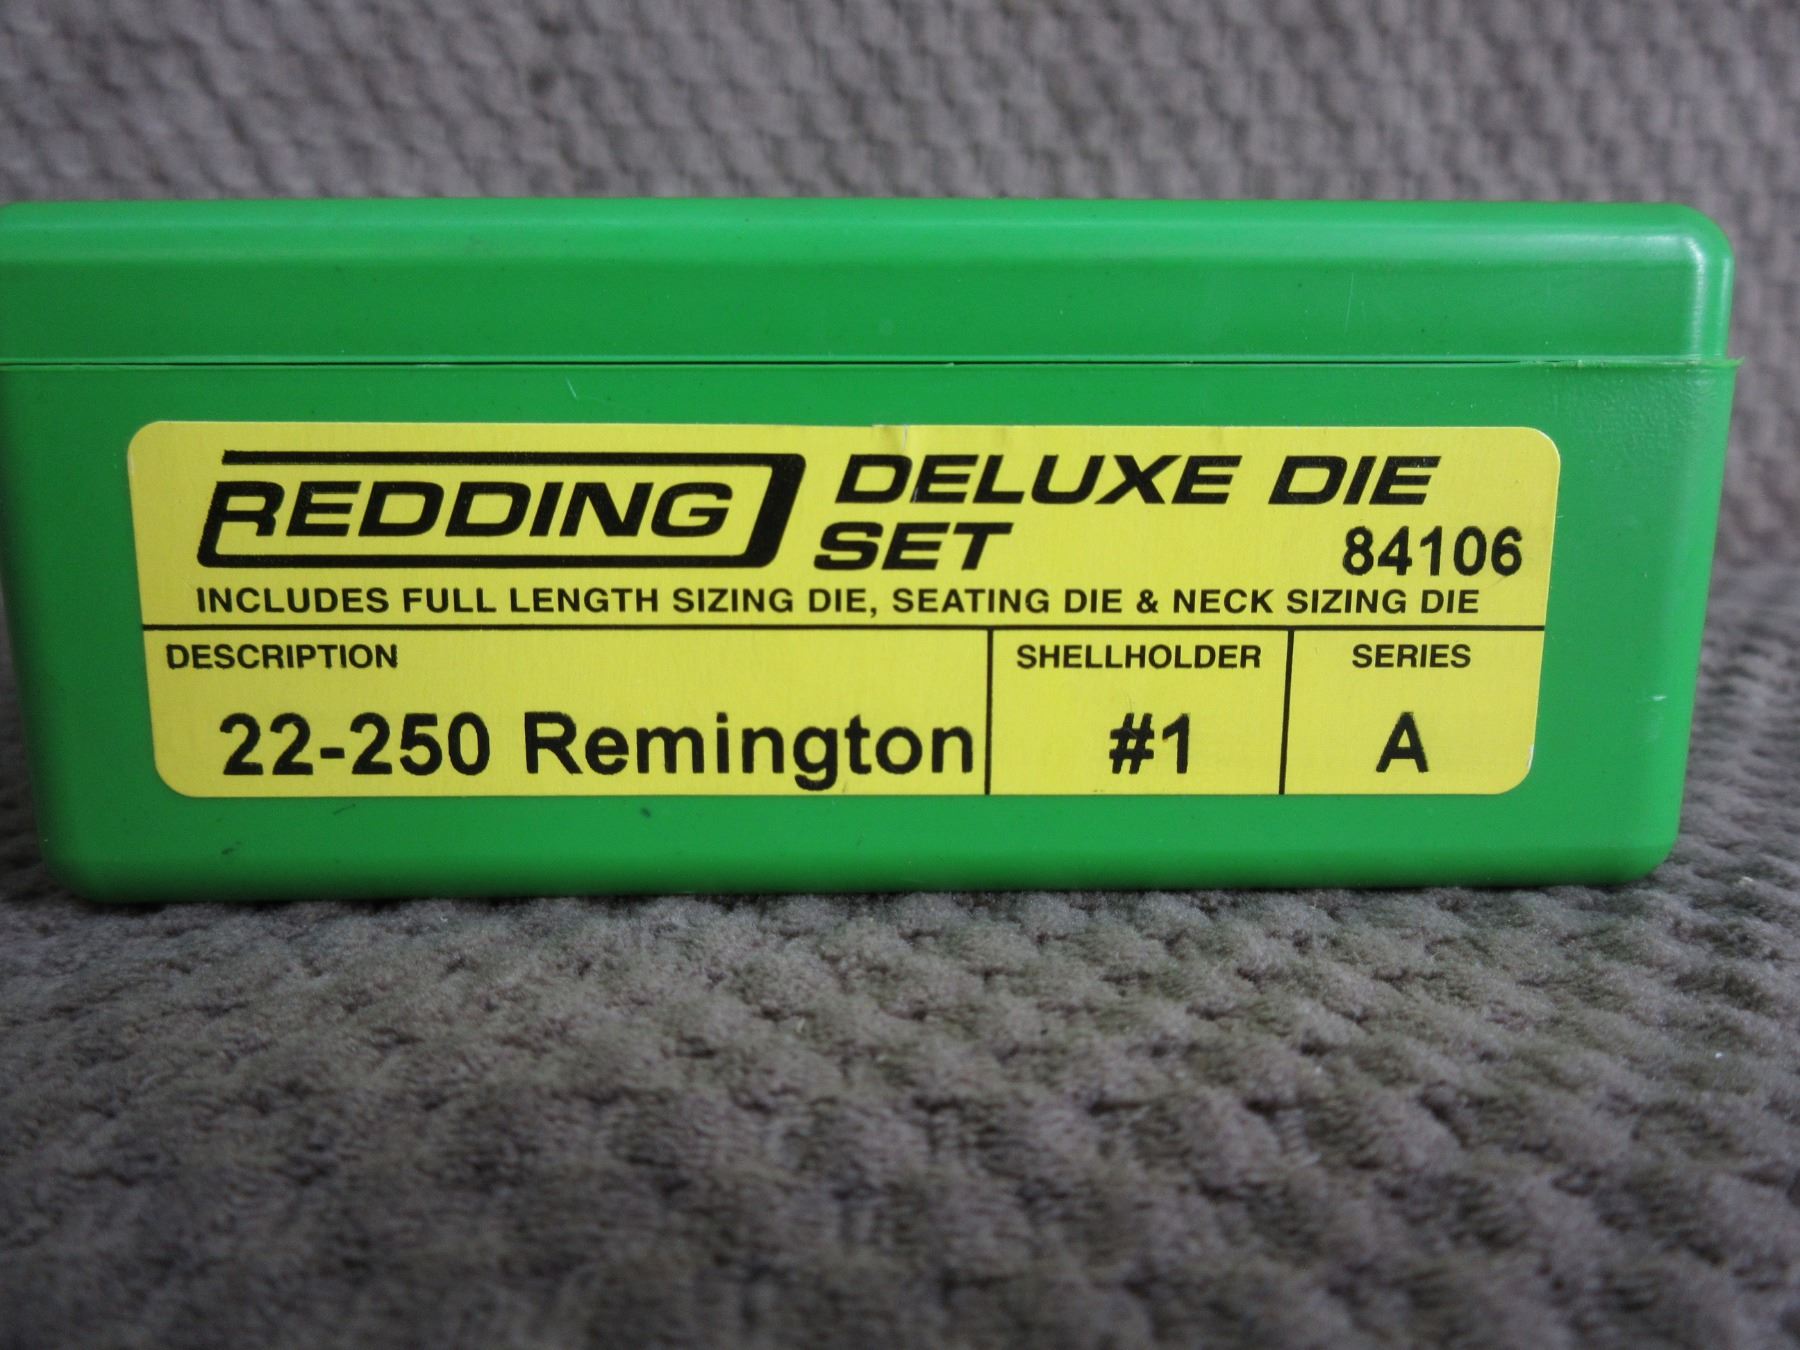 REDDING DELUXE DIE
SET 84106
INCLUDES FULL LENGTH SIZING DIE, SEATING DIE & NECK SIZING DIE
DESCRIPTION SHELLHOLDER SERIES
22-250 Remington #1 A